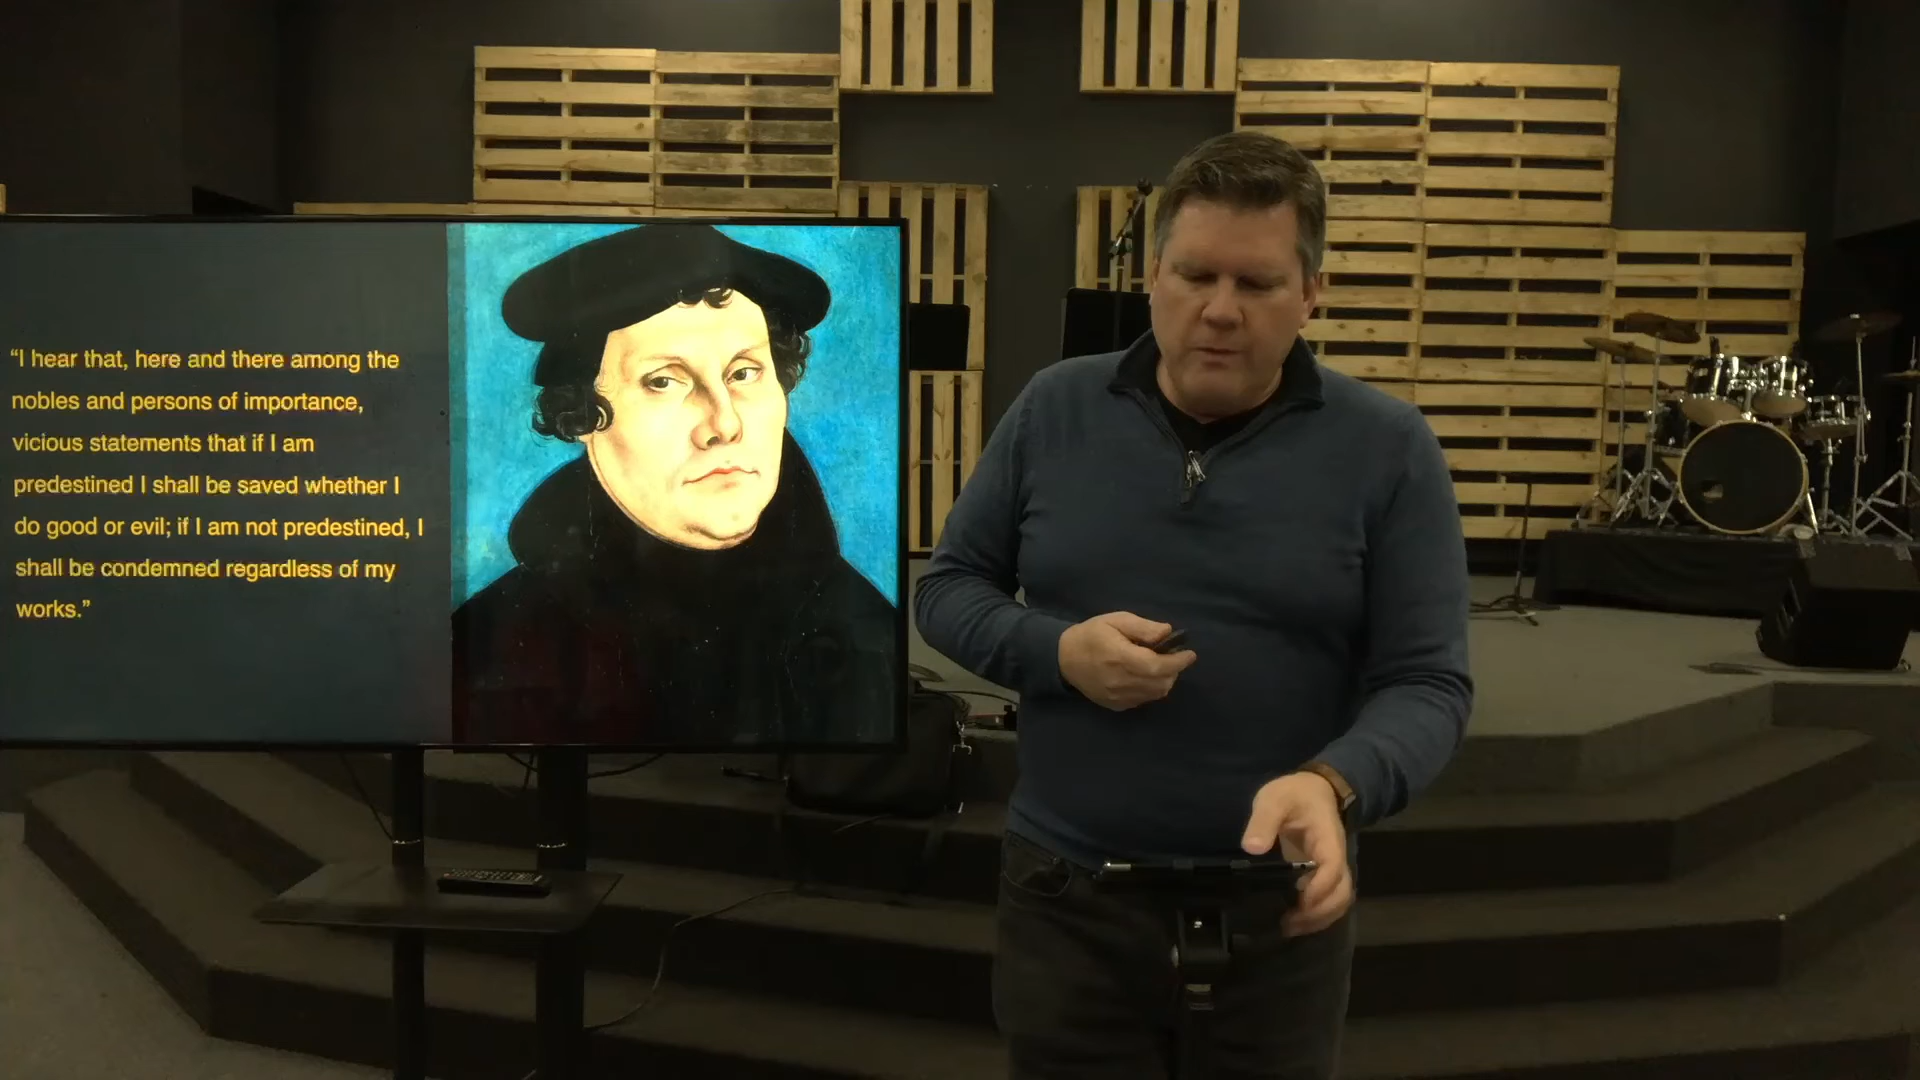 “I hear that, here and there among the
nobles and persons of importance,
vicious statements that if I am
predestined I shall be saved whether I
do good or evil; if I am not predestined, I
shall be condemned regardless of my
works.”